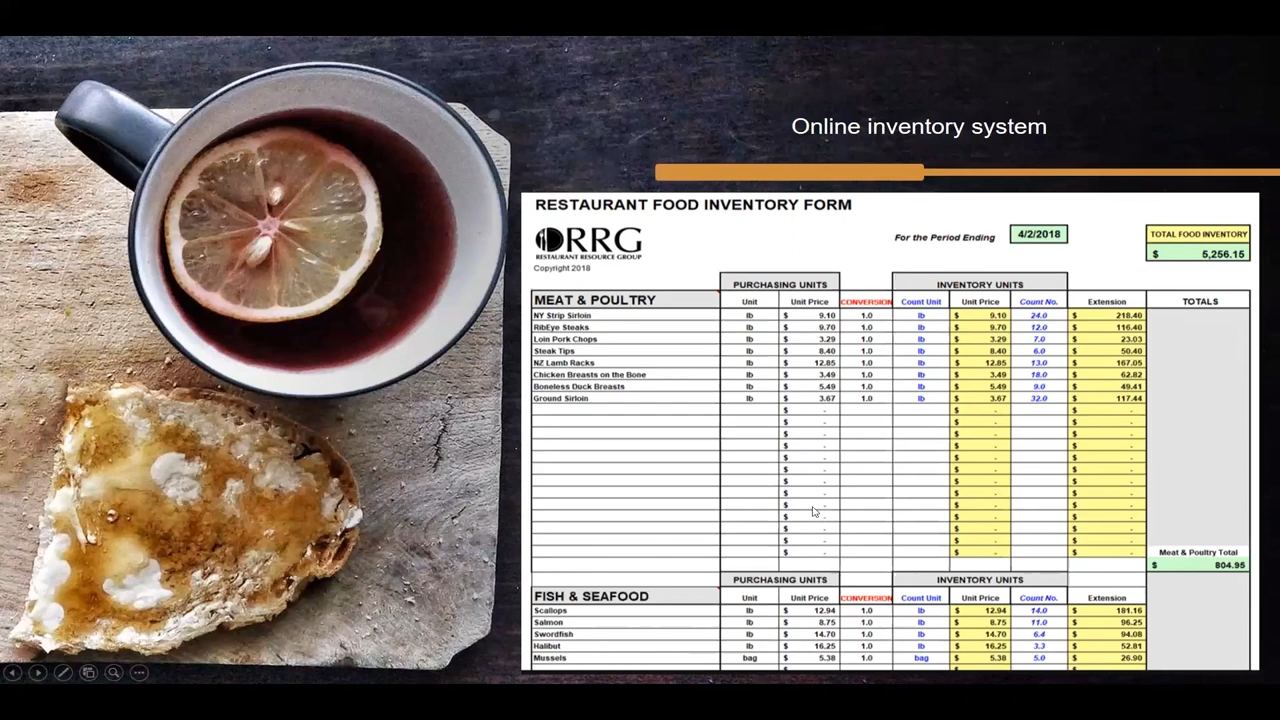 Online inventory system
RESTAURANT FOOD INVENTORY FORM
RRG
RESTAURANT RESOURCE GROUP
Copyright 2018
For the Period Ending 4/2/2018
TOTAL FOOD INVENTORY
$ 5,256.15
PURCHASING UNITS INVENTORY UNITS
MEAT & POULTRY Unit Unit Price CONVERSION Count Unit Unit Price Count No. Extension TOTALS
NY Strip Sirloin lb $ 9.10 1.0 lb $ 9.10 24.0 $ 218.40
RibEye Steaks lb $ 9.70 1.0 lb $ 9.70 12.0 $ 116.40
Loin Pork Chops lb $ 3.29 1.0 lb $ 3.29 7.0 $ 23.03
Steak Tips lb $ 8.40 1.0 lb $ 8.40 6.0 $ 50.40
NZ Lamb Racks lb $ 12.85 1.0 lb $ 12.85 13.0 $ 167.05
Chicken Breasts on the Bone lb $ 3.49 1.0 lb $ 3.49 18.0 $ 62.82
Boneless Duck Breasts lb $ 5.49 1.0 lb $ 5.49 9.0 $ 49.41
Ground Sirloin lb $ 3.67 1.0 lb $ 3.67 32.0 $ 117.44
$ - $ - $ -
$ - $ - $ -
$ - $ - $ -
$ - $ - $ -
$ - $ - $ -
$ - $ - $ -
$ - $ - $ -
$ - $ - $ -
$ - $ - $ -
$ - $ - $ -
$ - $ - $ -
$ - $ - $ -
$ - $ - $ - Meat & Poultry Total
$ 804.95
PURCHASING UNITS INVENTORY UNITS
FISH & SEAFOOD Unit Unit Price CONVERSION Count Unit Unit Price Count No. Extension
Scallops lb $ 12.94 1.0 lb $ 12.94 14.0 $ 181.16
Salmon lb $ 8.75 1.0 lb $ 8.75 11.0 $ 96.25
Swordfish lb $ 14.70 1.0 lb $ 14.70 6.4 $ 94.08
Halibut lb $ 16.25 1.0 lb $ 16.25 3.3 $ 52.81
Mussels bag $ 5.38 1.0 bag $ 5.38 5.0 $ 26.90